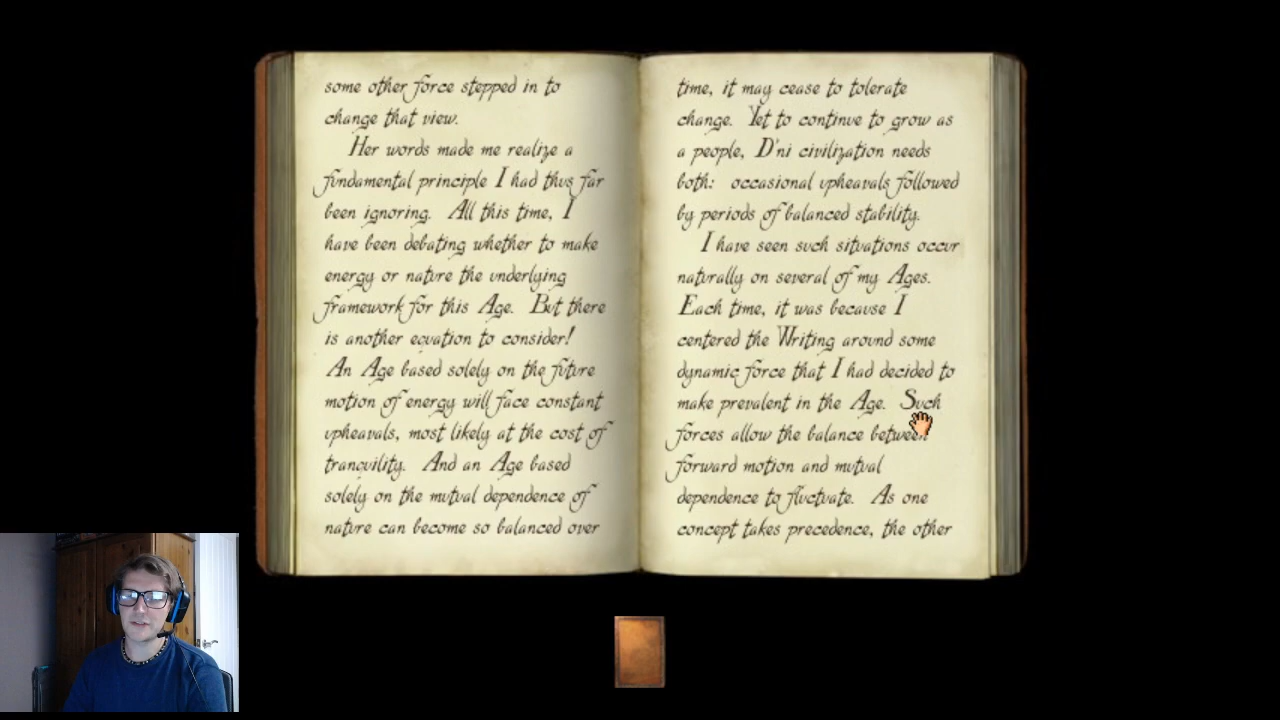 some other force stepped in to
change that view.
Her words made me realize a
fundamental principle I had thus far
been ignoring. All this time, I
have been debating whether to make
energy or nature the underlying
framework for this Age. But there
is another equation to consider!
An Age based solely on the future
motion of energy will face constant
upheavals, most likely at the cost of
tranquility. And an Age based
solely on the mutual dependence of
nature can become so balanced over
time, it may cease to tolerate
change. Yet to continue to grow as
a people, D'ni civilization needs
both: occasional upheavals followed
by periods of balanced stability.
I have seen such situations occur
naturally on several of my Ages.
Each time, it was because I
centered the Writing around some
dynamic force that I had decided to
make prevalent in the Age. Such
forces allow the balance between
forward motion and mutual
dependence to fluctuate. As one
concept takes precedence, the other